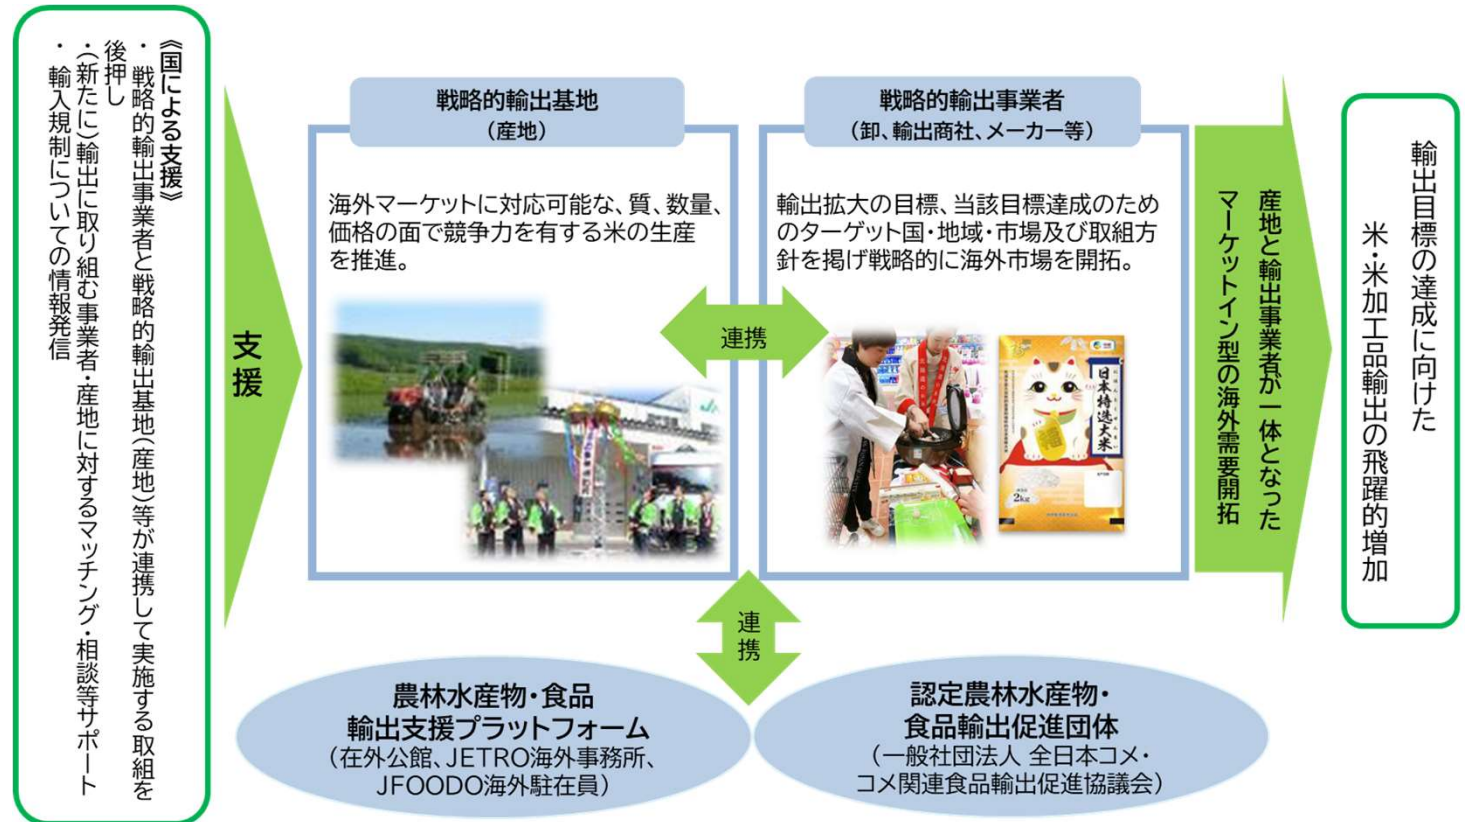 《国による支援》
・ 戦略的輸出事業者と戦略的輸出基地(産地)等が連携して実施する取組を
後押し
・(新たに)輸出に取り組む事業者・産地に対するマッチング・相談等サポート
・ 輸入規制についての情報発信
支援
戦略的輸出基地
(産地)
海外マーケットに対応可能な、質、数量、
価格の面で競争力を有する米の生産
を推進。
連携
戦略的輸出事業者
(卸、輸出商社、メーカー等)
輸出拡大の目標、当該目標達成のため
のターゲット国・地域・市場及び取組方
針を掲げ戦略的に海外市場を開拓。
日本特選大米
2kg
産地と輸出事業者が一体となった
マーケットイン型の海外需要開拓
輸出目標の達成に向けた
米・米加工品輸出の飛躍的増加
連携
農林水産物・食品
輸出支援プラットフォーム
(在外公館、JETRO海外事務所、
JFOODO海外駐在員)
認定農林水産物・
食品輸出促進団体
(一般社団法人 全日本コメ・
コメ関連食品輸出促進協議会)